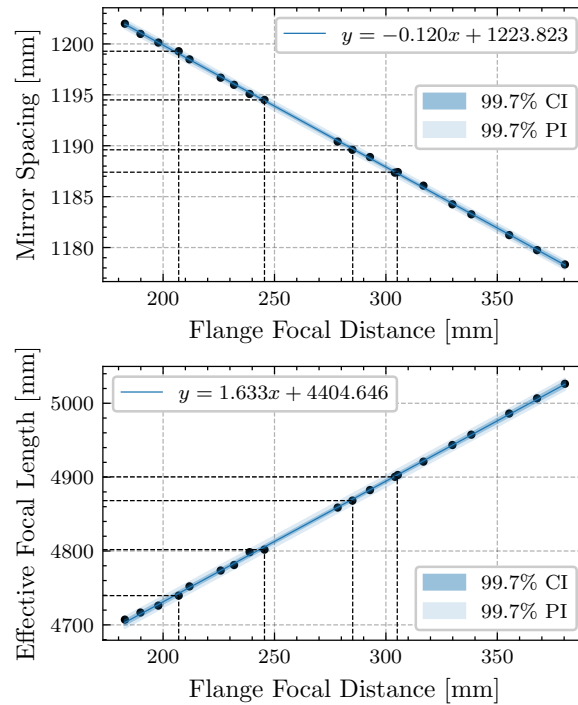 y = −0.120x + 1223.823
99.7% CI
99.7% PI
1200
1195
1190
1185
1180
Mirror Spacing [mm]
200
250
300
350
Flange Focal Distance [mm]
y = 1.633x + 4404.646
99.7% CI
99.7% PI
5000
4900
4800
4700
Effective Focal Length [mm]
200
250
300
350
Flange Focal Distance [mm]